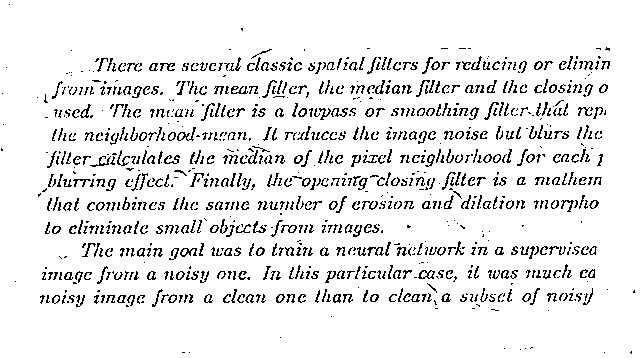 There are several classic spatial filters for reducing or elimin
from images. The mean filter, the median filter and the closing o
used. The mean filter is a lowpass or smoothing filter that repl
the neighborhood mean. It reduces the image noise but blurs the
filter calculates the median of the pixel neighborhood for each p
blurring effect. Finally, the opening closing filter is a mathem
that combines the same number of erosion and dilation morpho
to eliminate small objects from images.
The main goal was to train a neural network in a supervised
image from a noisy one. In this particular case, it was much ea
noisy image from a clean one than to clean a subset of noisy